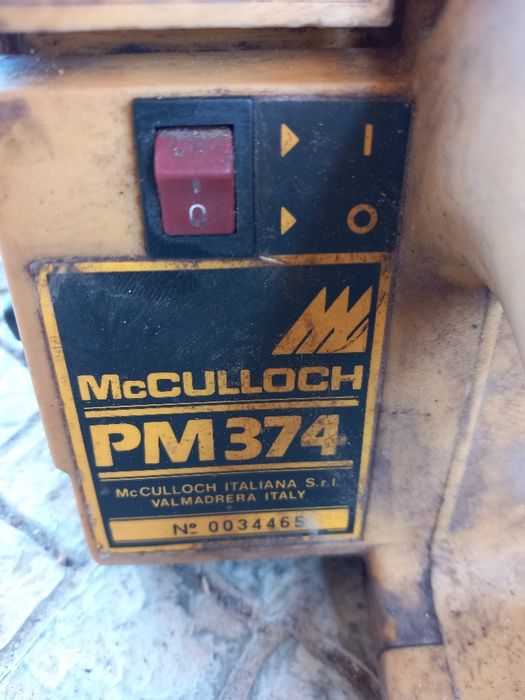 I
O
O
McCULLOCH
PM374
McCULLOCH ITALIANA S.r.l.
VALMADRERA ITALY
Nº 0034465